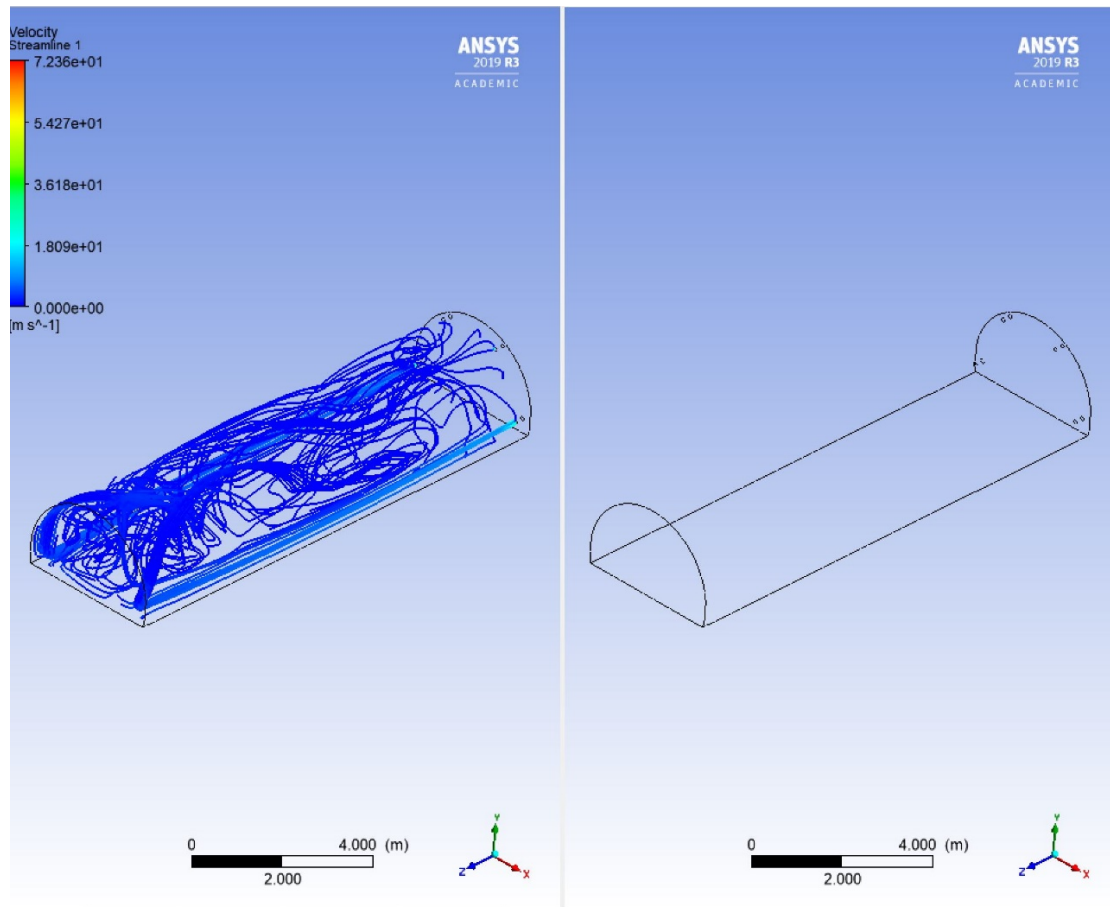 Velocity
Streamline 1
7.236e+01
5.427e+01
3.618e+01
1.809e+01
0.000e+00
[m s^-1]
ANSYS
2019 R3
ACADEMIC
0
4.000 (m)
2.000
Y
Z
X
ANSYS
2019 R3
ACADEMIC
0
4.000 (m)
2.000
Y
Z
X